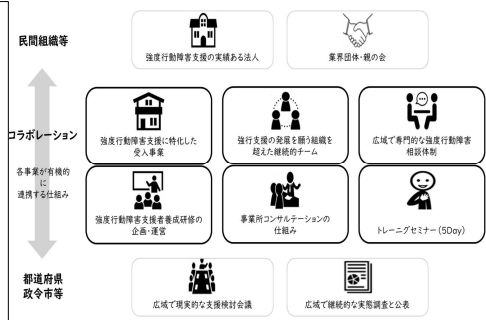 民間組織等
強度行動障害支援の実績ある法人
業界団体・親の会
コラボレーション
各事業が有機的
に
連携する仕組み
強度行動障害支援に特化した
受入事業
強行支援の発展を願う組織を
超えた継続的チーム
広域で専門的な強度行動障害
相談体制
強度行動障害支援者養成研修の
企画・運営
事業所コンサルテーションの
仕組み
トレーニグセミナー(5Day)
都道府県
政令市等
広域で現実的な支援検討会議
広域で継続的な実態調査と公表